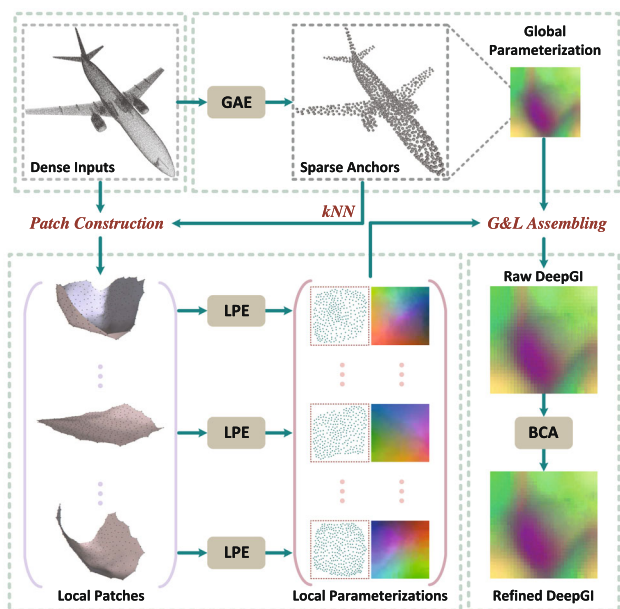 Global
Parameterization
GAE
Dense Inputs
Sparse Anchors
kNN
Patch Construction
G&L Assembling
Raw DeepGI
LPE
LPE
BCA
LPE
Local Patches
Local Parameterizations
Refined DeepGI